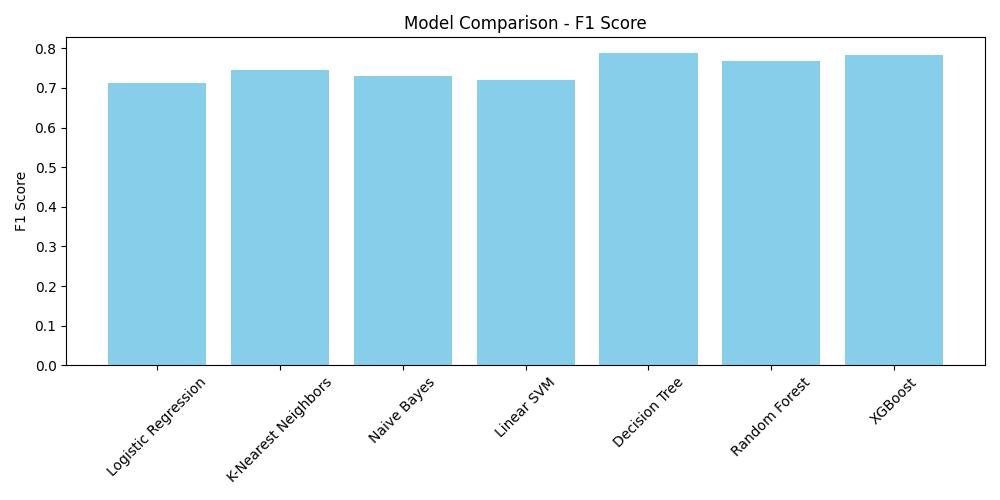 Model Comparison - F1 Score
F1 Score
0.8
0.7
0.6
0.5
0.4
0.3
0.2
0.1
0.0
Logistic Regression
K-Nearest Neighbors
Naive Bayes
Linear SVM
Decision Tree
Random Forest
XGBoost